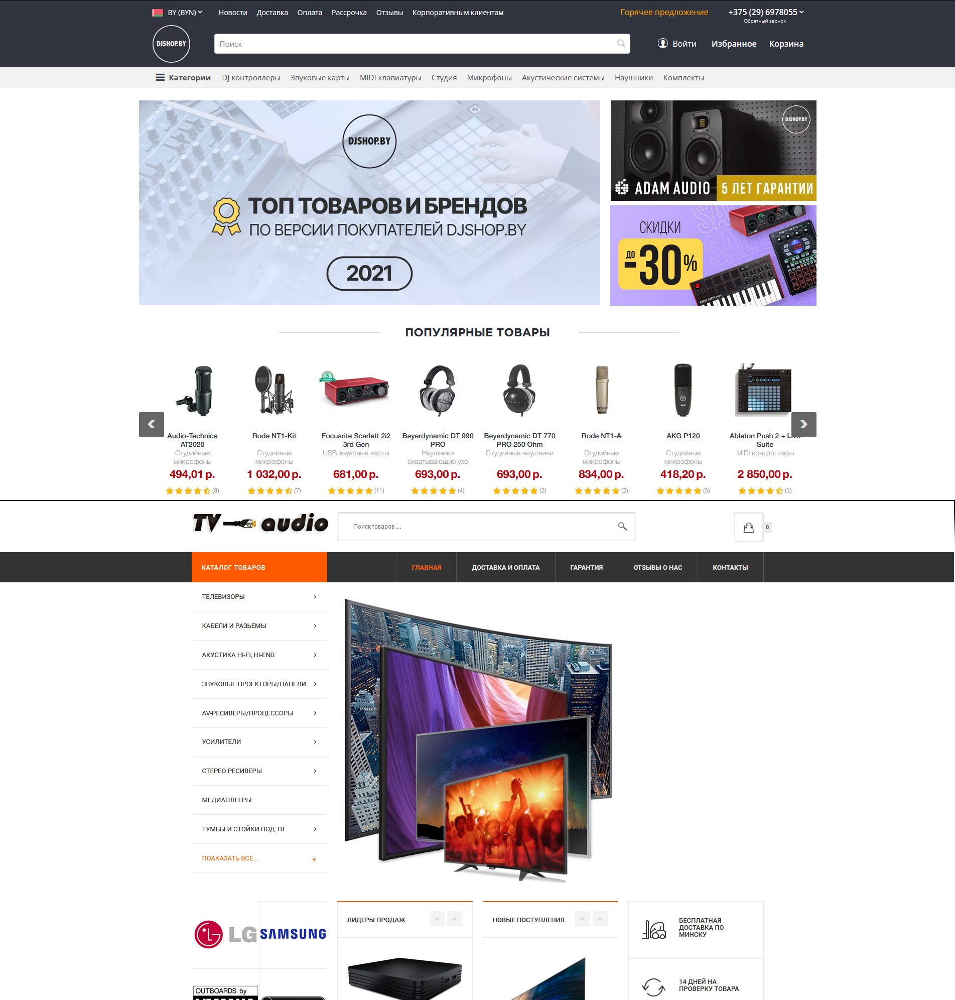 BY (BYN) Новости Доставка Оплата Рассрочка Отзывы Корпоративным клиентам Горячее предложение +375 (29) 6978055
Обратный звонок
DJSHOP.BY Поиск Войти Избранное Корзина
Категории DJ контроллеры Звуковые карты MIDI клавиатуры Студия Микрофоны Акустические системы Наушники Комплекты
DJSHOP.BY
ТОП ТОВАРОВ И БРЕНДОВ
ПО ВЕРСИИ ПОКУПАТЕЛЕЙ DJSHOP.BY
2021
DJSHOP.BY
ADAM AUDIO 5 ЛЕТ ГАРАНТИИ
СКИДКИ
ДО
-30%
SALE
ПОПУЛЯРНЫЕ ТОВАРЫ
Audio-Technica
AT2020
Студийные
микрофоны
494,01 р.
(8)
RODE
Rode NT1-Kit
Студийные
микрофоны
1 032,00 р.
(7)
3
Focusrite Scarlett 2i2
3rd Gen
USB звуковые карты
681,00 р.
(11)
Beyerdynamic DT 990
PRO
Наушники
охватывающие ухо
693,00 р.
(4)
Beyerdynamic DT 770
PRO 250 Ohm
Студийные наушники
693,00 р.
(2)
Rode NT1-A
Студийные
микрофоны
834,00 р.
(2)
AKG
AKG P120
Студийные
микрофоны
418,20 р.
(5)
Ableton Push 2 + Live
Suite
MIDI контроллеры
2 850,00 р.
(3)
TV audio Поиск товаров ... 0
КАТАЛОГ ТОВАРОВ ГЛАВНАЯ ДОСТАВКА И ОПЛАТА ГАРАНТИЯ ОТЗЫВЫ О НАС КОНТАКТЫ
ТЕЛЕВИЗОРЫ
КАБЕЛИ И РАЗЬЕМЫ
АКУСТИКА HI-FI, HI-END
ЗВУКОВЫЕ ПРОЕКТОРЫ/ПАНЕЛИ
AV-РЕСИВЕРЫ/ПРОЦЕССОРЫ
УСИЛИТЕЛИ
СТЕРЕО РЕСИВЕРЫ
МЕДИАПЛЕЕРЫ
ТУМБЫ И СТОЙКИ ПОД ТВ
ПОАКАЗАТЬ ВСЕ... +
LG SAMSUNG
OUTBOARDS by
ЛИДЕРЫ ПРОДАЖ
НОВЫЕ ПОСТУПЛЕНИЯ
БЕСПЛАТНАЯ
ДОСТАВКА ПО
МИНСКУ
14 ДНЕЙ НА
ПРОВЕРКУ ТОВАРА